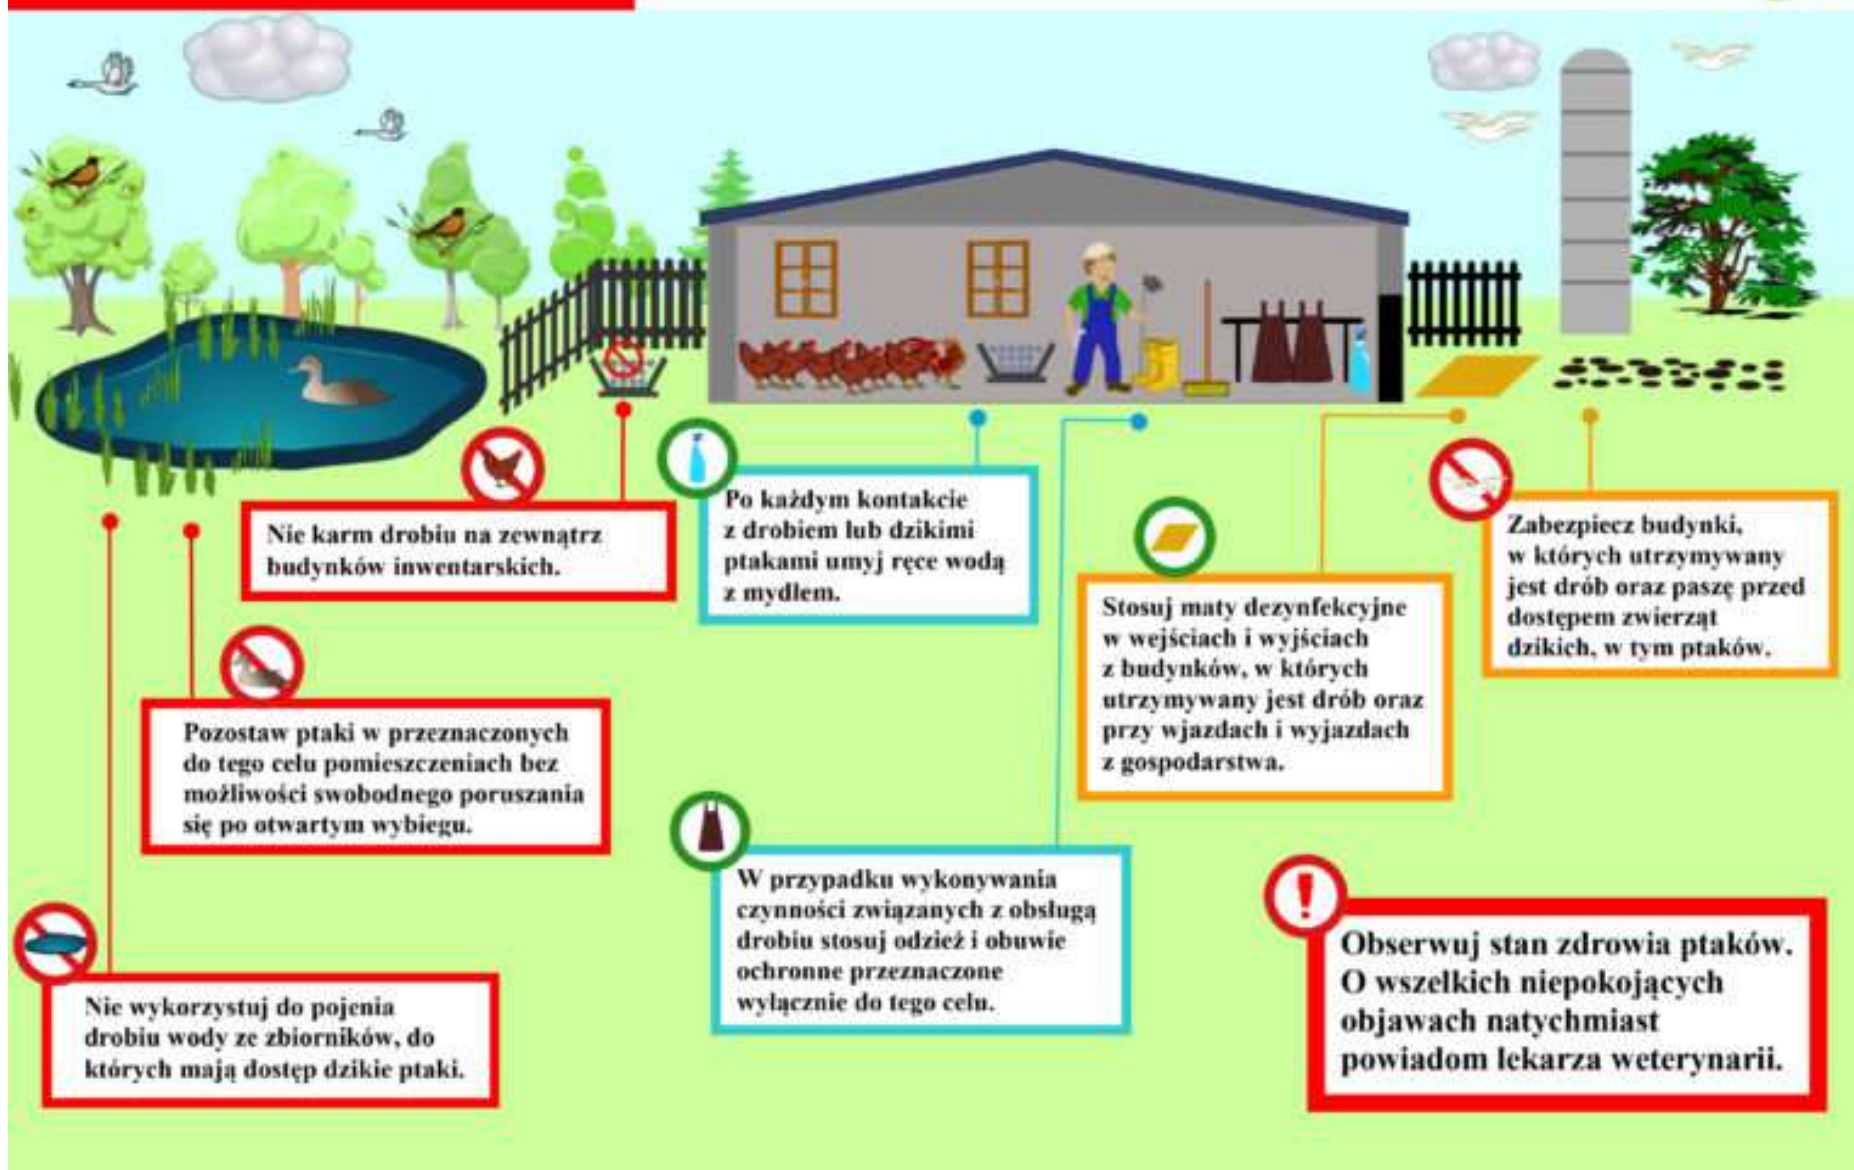 Nie karm drobiu na zewnątrz
budynków inwentarskich.
Po każdym kontakcie
z drobiem lub dzikimi
ptakami umyj ręce wodą
z mydłem.
Stosuj maty dezynfekcyjne
w wejściach i wyjściach
z budynków, w których
utrzymywany jest drób oraz
przy wjazdach i wyjazdach
z gospodarstwa.
Zabezpiecz budynki,
w których utrzymywany
jest drób oraz paszę przed
dostępem zwierząt
dzikich, w tym ptaków.
Pozostaw ptaki w przeznaczonych
do tego celu pomieszczeniach bez
możliwości swobodnego poruszania
się po otwartym wybiegu.
W przypadku wykonywania
czynności związanych z obsługą
drobiu stosuj odzież i obuwie
ochronne przeznaczone
wyłącznie do tego celu.
Nie wykorzystuj do pojenia
drobiu wody ze zbiorników, do
których mają dostęp dzikie ptaki.
Obserwuj stan zdrowia ptaków.
O wszelkich niepokojących
objawach natychmiast
powiadom lekarza weterynarii.